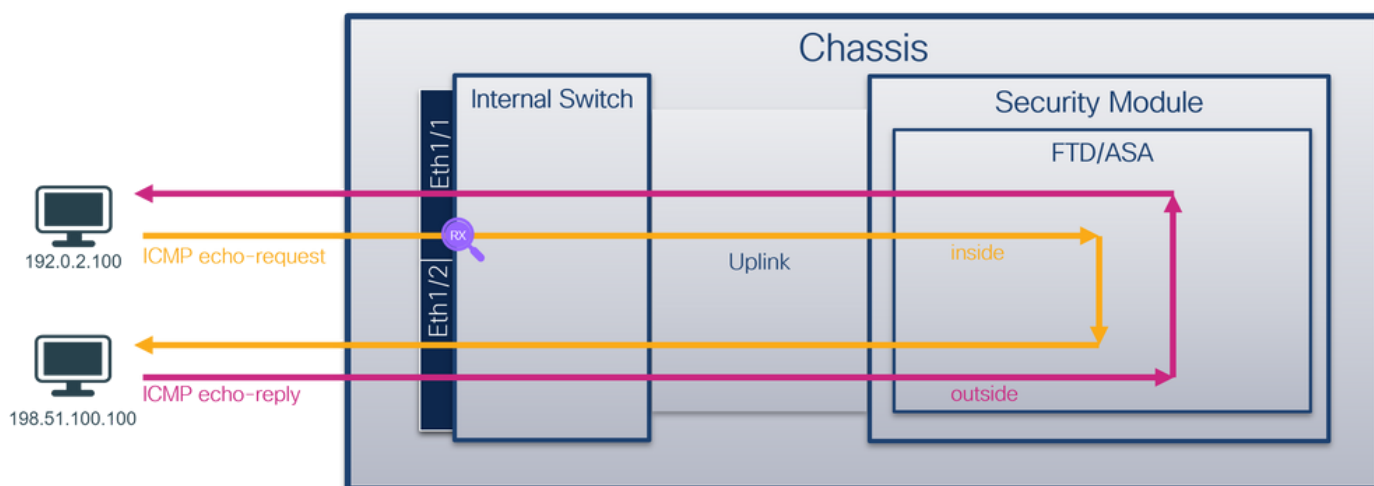 Chassis
Internal Switch
Security Module
FTD/ASA
Eth1/1
RX
192.0.2.100
ICMP echo-request
Uplink
inside
Eth1/2
198.51.100.100
ICMP echo-reply
outside